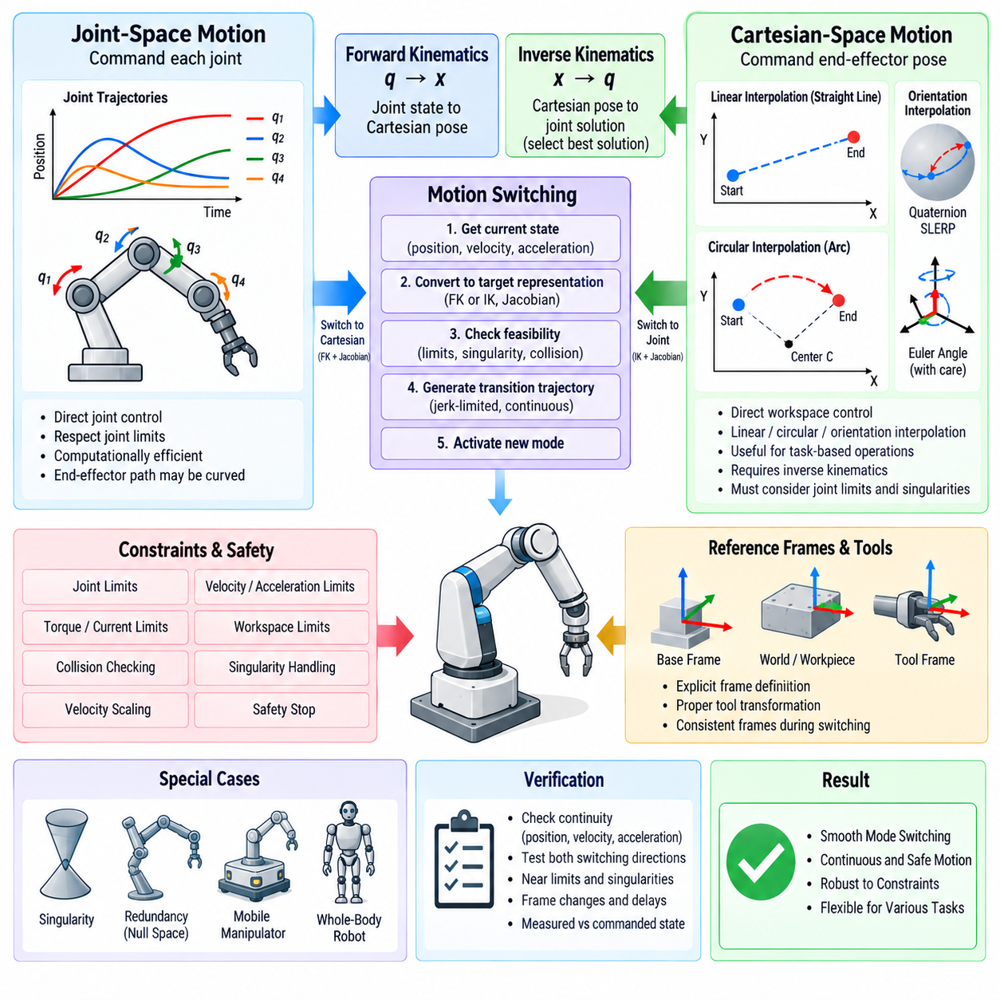 Joint-Space Motion
Command each joint
Joint Trajectories
Position
Time
q1
q2
q3
q4
q1
q2
q3
q4
• Direct joint control
• Respect joint limits
• Computationally efficient
• End-effector path may be curved
Forward Kinematics
q → x
Joint state to
Cartesian pose
Inverse Kinematics
x → q
Cartesian pose to
joint solution
(select best solution)
Motion Switching
1. Get current state
(position, velocity, acceleration)
2. Convert to target representation
(FK or IK, Jacobian)
3. Check feasibility
(limits, singularity, collision)
4. Generate transition trajectory
(jerk-limited, continuous)
5. Activate new mode
Switch to
Cartesian
(FK + Jacobian)
Switch to
Joint
(IK + Jacobian)
Cartesian-Space Motion
Command end-effector pose
Linear Interpolation (Straight Line)
Y
Start
End
X
Circular Interpolation (Arc)
Y
Start
End
Center C
X
Orientation
Interpolation
Quaternion
SLERP
Euler Angle
(with care)
• Direct workspace control
• Linear / circular / orientation interpolation
• Useful for task-based operations
• Requires inverse kinematics
• Must consider joint limits and singularities
Constraints & Safety
Joint Limits
Velocity / Acceleration Limits
Torque / Current Limits
Workspace Limits
Collision Checking
Singularity Handling
Velocity Scaling
Safety Stop
Reference Frames & Tools
Base Frame
World / Workpiece
Tool Frame
• Explicit frame definiition
• Proper tool transformation
• Consistent frames during switching
Special Cases
Singularity
Redundancy
(Null Space)
Mobile
Manipulator
Whole-Body
Robot
Verification
• Check continuity
(position, velocity, acceleration)
• Test both switching directions
• Near limits and singularities
• Frame changes and delays
• Measured vs commanded state
Result
• Smooth Mode Switching
• Continuous and Safe Motion
• Robust to Constraints
• Flexible for Various Tasks